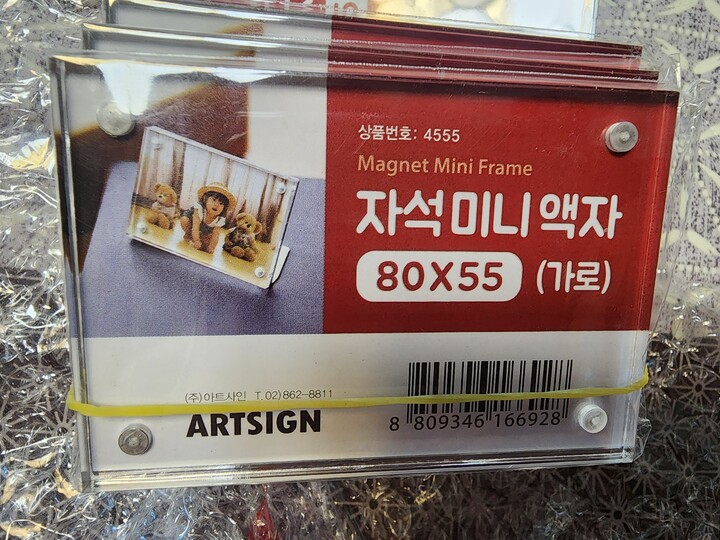 상품번호: 4555
Magnet Mini Frame
자석 미니 액자
80X55 (가로)
(주)아트사인 T.02)862-8811
ARTSIGN
8 809346 166928